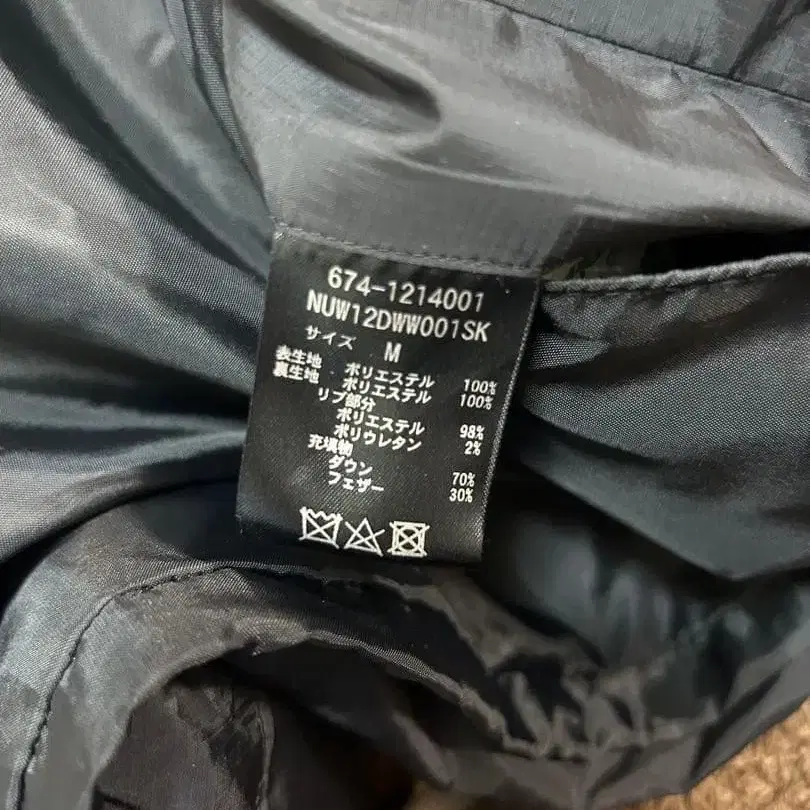 674-1214001
NUW12DWW001SK
サイズ M
表生地 ポリエステル 100%
裏生地 ポリエステル 100%
リブ部分
ポリエステル 98%
ポリウレタン 2%
充填物
ダウン 70%
フェザー 30%